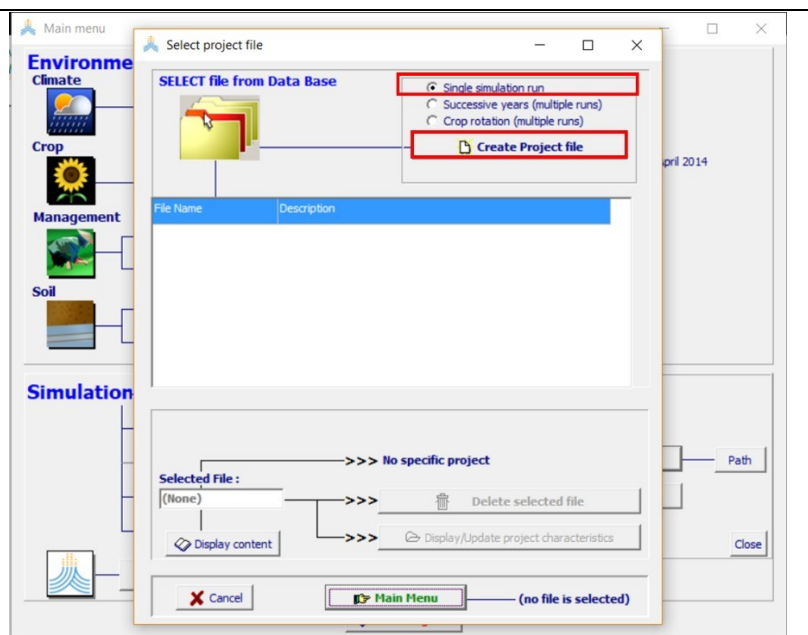 Main menu
Select project file
Environme
Climate
Crop
Management
Soil
Simulation
SELECT file from Data Base
Single simulation run
Successive years (multiple runs)
Crop rotation (multiple runs)
Create Project file
April 2014
File Name Description
>>> No specific project
Selected File :
(None)
>>> Delete selected file
>>> Display/Update project characteristics
Display content
Path
Close
Cancel
Main Menu
(no file is selected)